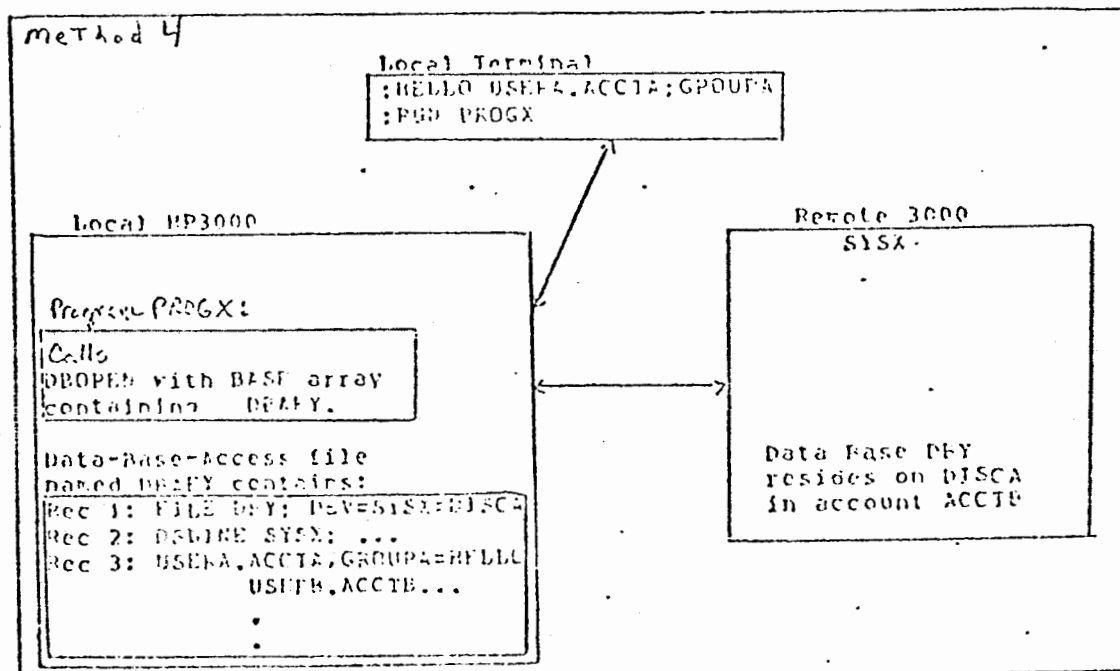 Method 4
Local Terminal
:HELLO USERA.ACCTA;GROUPA
:RUN PROGX
Local HP3000
Remote 3000
SYSX
Program PROGX:
Calls
DBOPEN with BASE array
containing DBAFY.
Data-Base-Access file
named DBAFY contains:
Rec 1: FILE DBY; DEV=SYSX#DISCA
Rec 2: DSLINE SYSX; ...
Rec 3: USERA.ACCTA,GROUPA=HELLO
USERB.ACCTB...
Data Base DBY
resides on DISCA
in account ACCTB